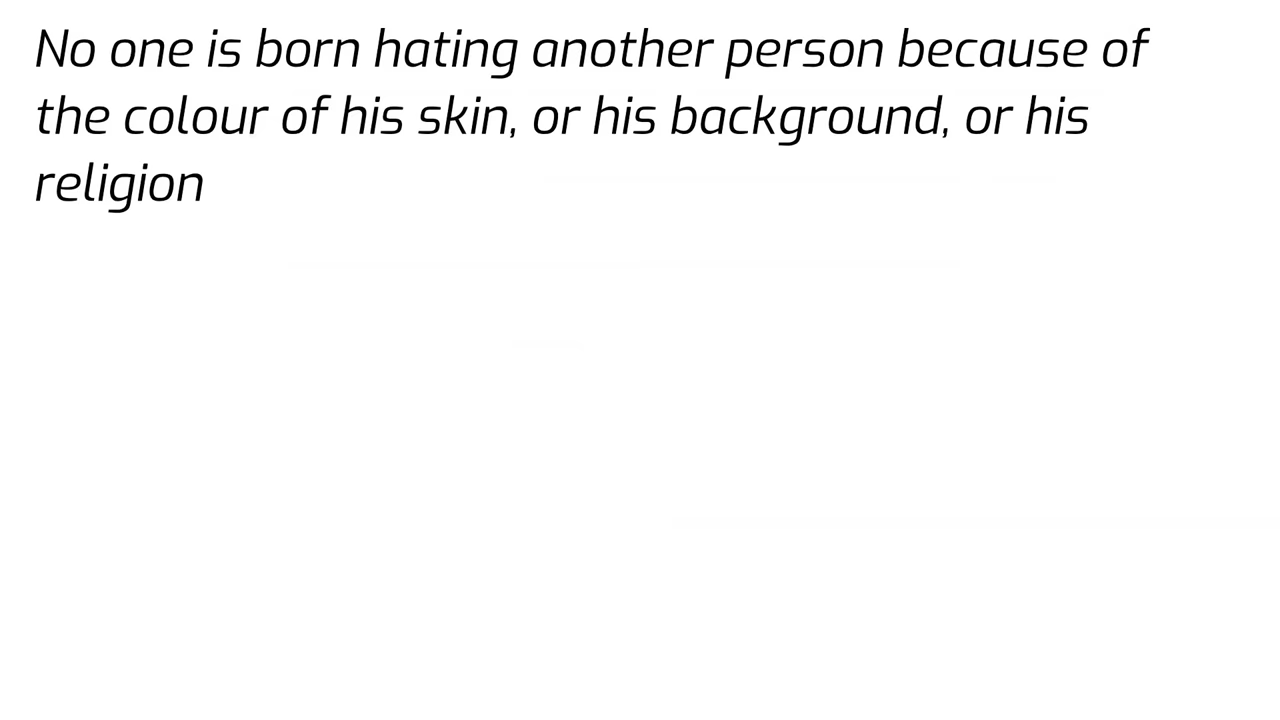 No one is born hating another person because of
the colour of his skin, or his background, or his
religion